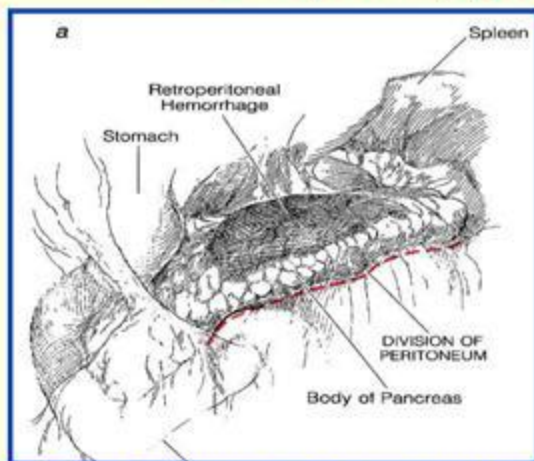 a
Spleen
Retroperitoneal
Hemorrhage
Stomach
DIVISION OF
PERITONEUM
Body of Pancreas